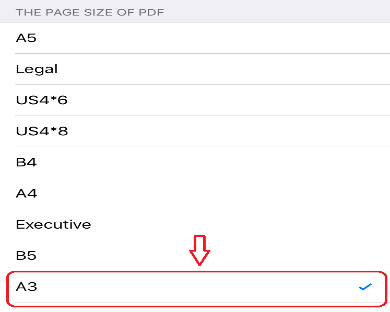 THE PAGE SIZE OF PDF
A5
Legal
US4*6
US4*8
B4
A4
Executive
B5
A3